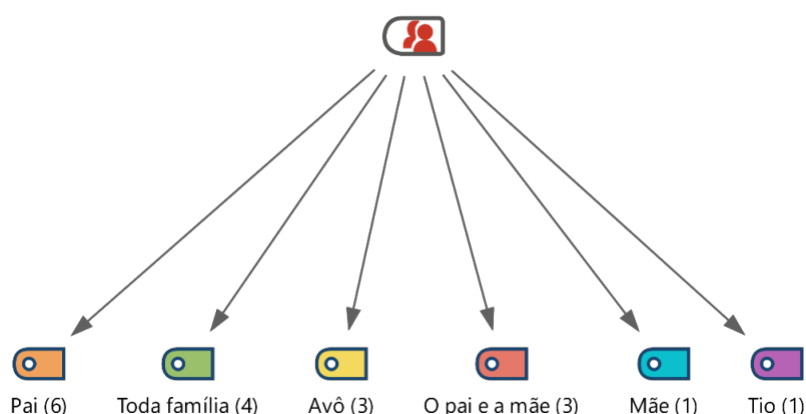 Pai (6)
Toda família (4)
Avô (3)
O pai e a mãe (3)
Mãe (1)
Tio (1)